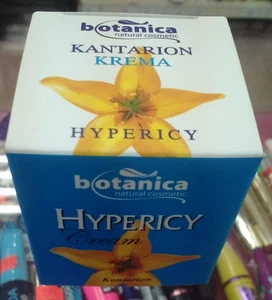 botanica
natural cosmetic
KANTARION
KREMA
HYPERICY
botanica
natural cosmetic
HYPERICY
Cream
Kantarion